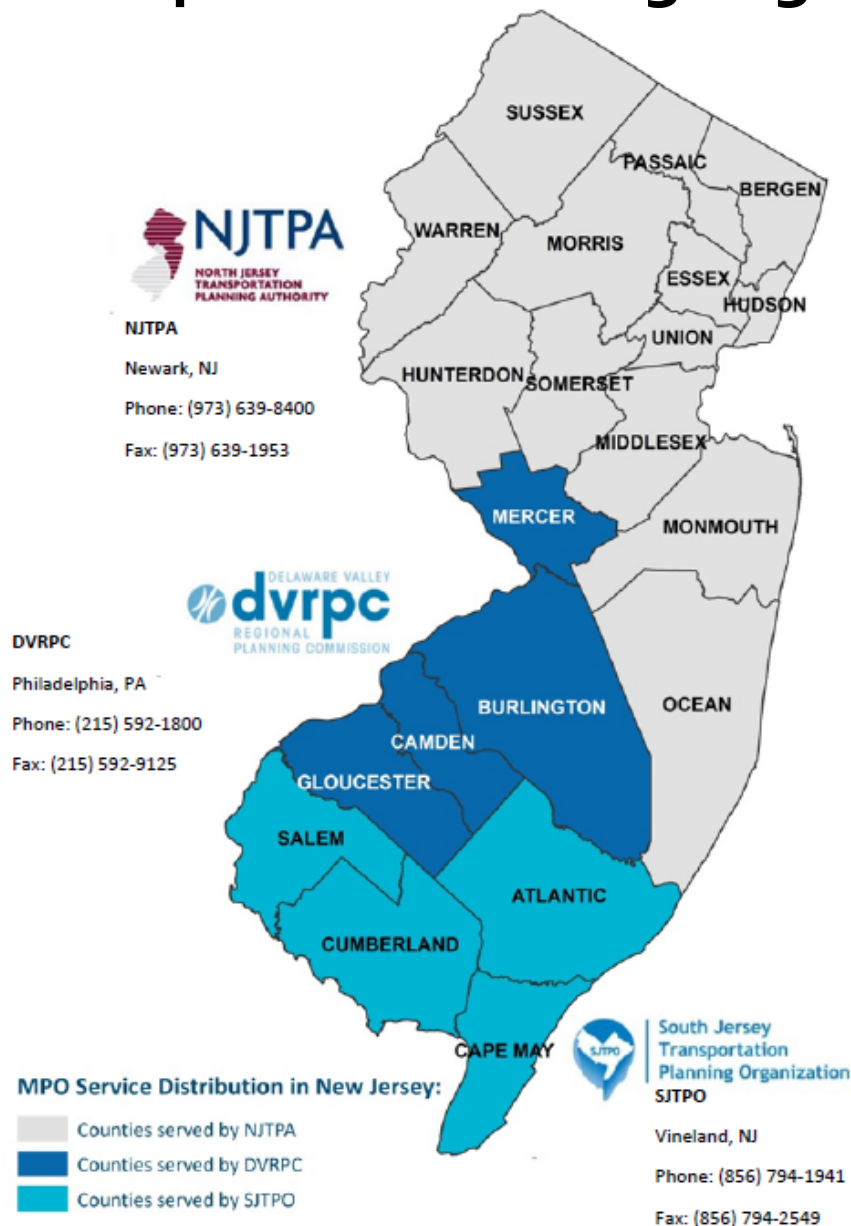 SUSSEX
PASSAIC
BERGEN
WARREN
MORRIS
ESSEX
HUDSON
UNION
HUNTERDON
SOMERSET
MIDDLESEX
MERCER
MONMOUTH
OCEAN
BURLINGTON
CAMDEN
GLOUCESTER
SALEM
ATLANTIC
CUMBERLAND
CAPE MAY
NJTPA
NORTH JERSEY
TRANSPORTATION
PLANNING AUTHORITY
NJTPA
Newark, NJ
Phone: (973) 639-8400
Fax: (973) 639-1953
DELAWARE VALLEY
dvrpc
REGIONAL
PLANNING COMMISSION
DVRPC
Philadelphia, PA
Phone: (215) 592-1800
Fax: (215) 592-9125
SJTPO
South Jersey
Transportation
Planning Organization
SJTPO
Vineland, NJ
Phone: (856) 794-1941
Fax: (856) 794-2549
MPO Service Distribution in New Jersey:
Counties served by NJTPA
Counties served by DVRPC
Counties served by SJTPO